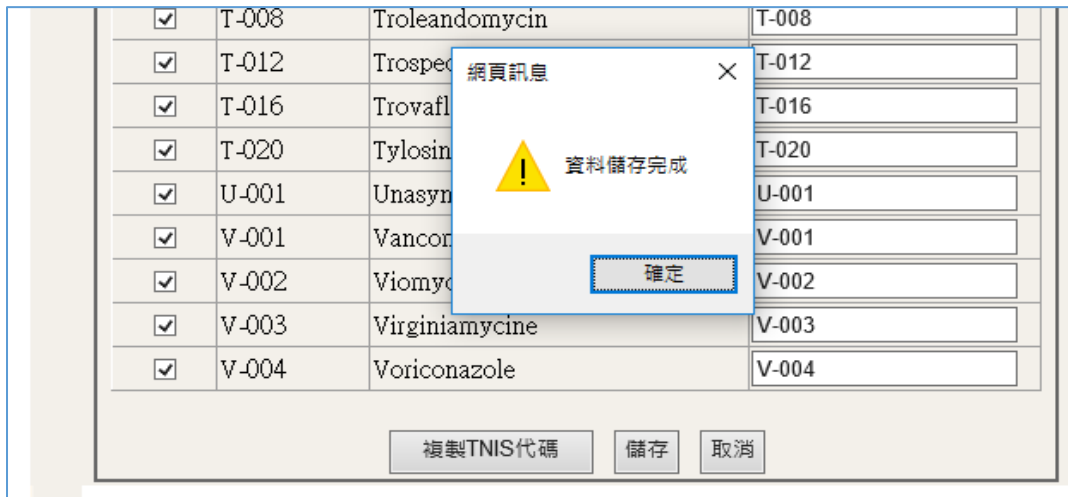 T-008 Troleandomycin T-008
T-012 Trospec T-012
T-016 Trovafl T-016
T-020 Tylosin T-020
U-001 Unasyn U-001
V-001 Vancom V-001
V-002 Viomyc V-002
V-003 Virginiamycine V-003
V-004 Voriconazole V-004
網頁訊息
資料儲存完成
確定
複製TNIS代碼 儲存 取消